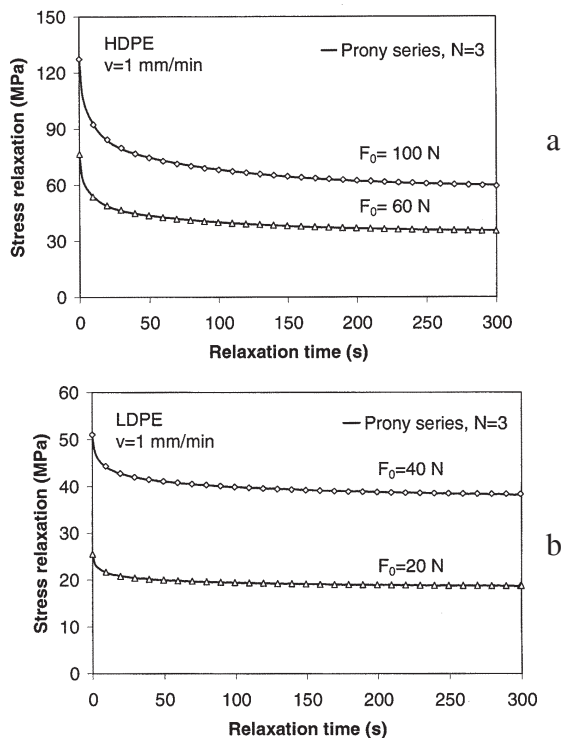 150
HDPE
v=1 mm/min
Prony series, N=3
120
90
60
30
0
F₀= 100 N
F₀= 60 N
Stress relaxation (MPa)
0 50 100 150 200 250 300
Relaxation time (s)
a
60
LDPE
v=1 mm/min
Prony series, N=3
50
40
30
20
10
0
F₀=40 N
F₀=20 N
Stress relaxation (MPa)
0 50 100 150 200 250 300
Relaxation time (s)
b